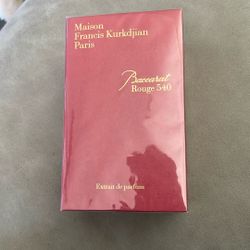 Maison
Francis Kurkdjian
Paris
Baccarat
Rouge 540
Extrait de parfum